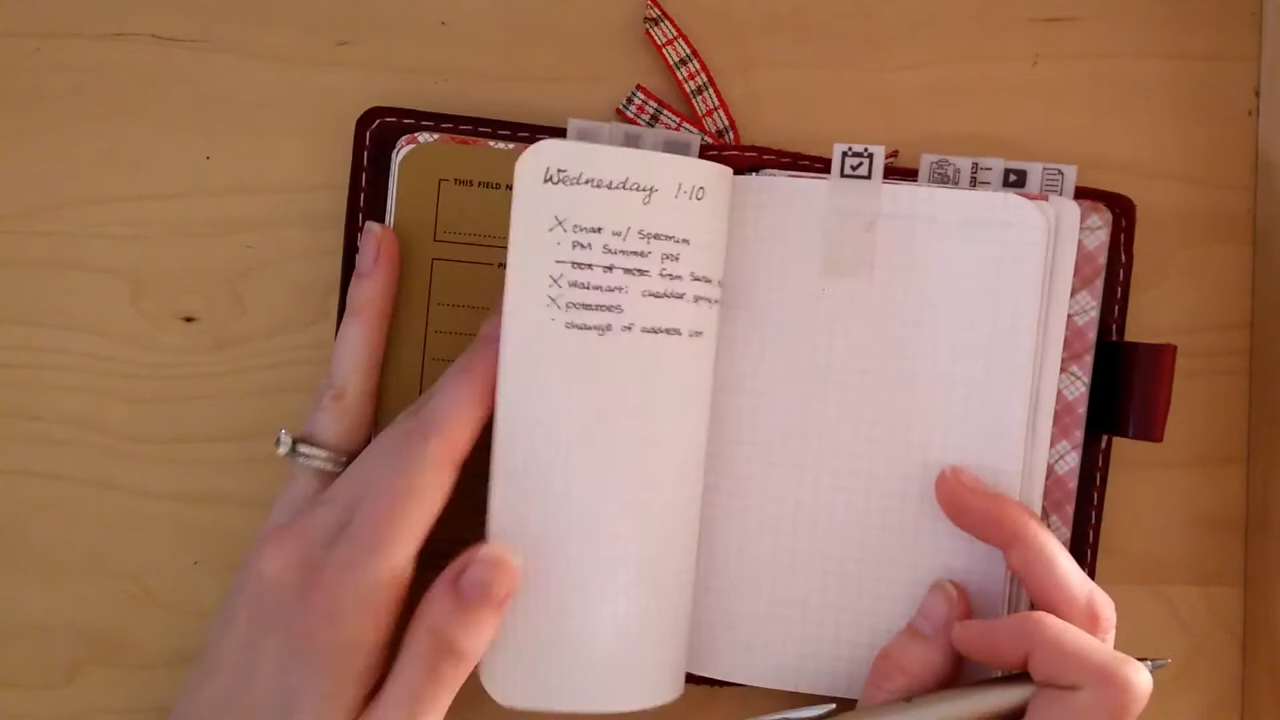 THIS FIELD N
Wednesday 1-10
X chat w/ Spectrum
· PM Summer pdf
box of misc. from
X walmart: cheddar,
X potatoes
· change of address